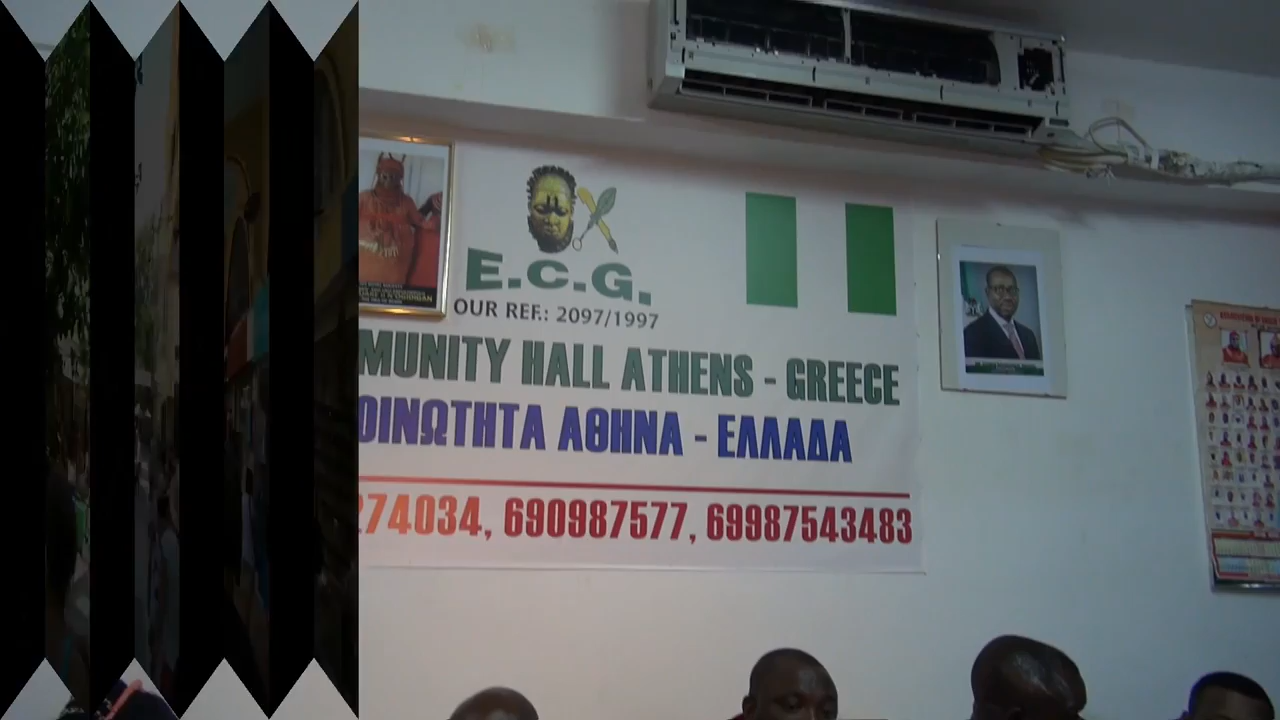 E.C.G.
OUR REF.: 2097/1997
MUNITY HALL ATHENS - GREECE
ΟΙΝΩΤΗΤΑ ΑΘΗΝΑ - ΕΛΛΑΔΑ
274034, 690987577, 69987543483